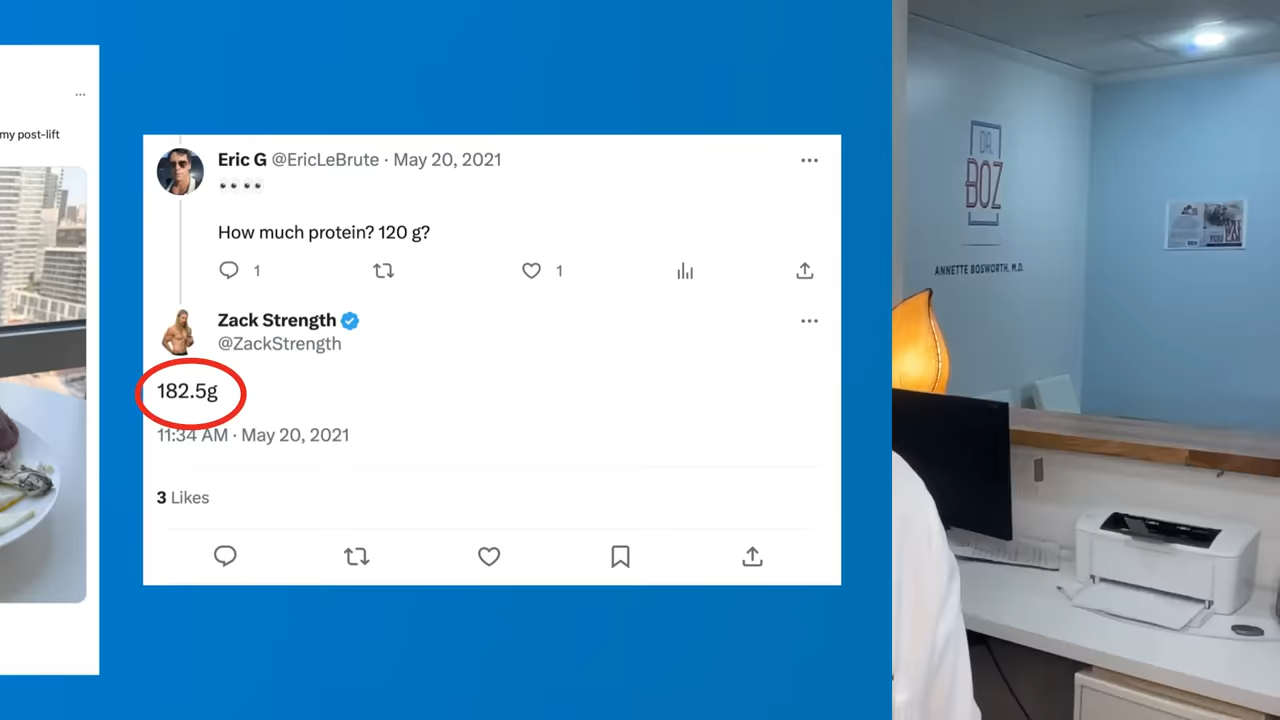 my post-lift
Eric G @EricLeBrute · May 20, 2021
How much protein? 120 g?
1
1
Zack Strength
@ZackStrength
182.5g
11:34 AM · May 20, 2021
3 Likes
DR.
BOZ
ANNETTE BOSWORTH, M.D.